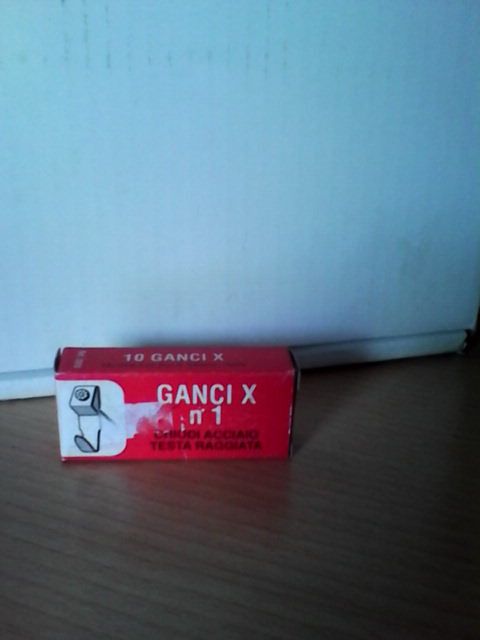 10 GANCI X
GANCI X
n° 1
CHIODI ACCIAIO
TESTA RAGGIATA